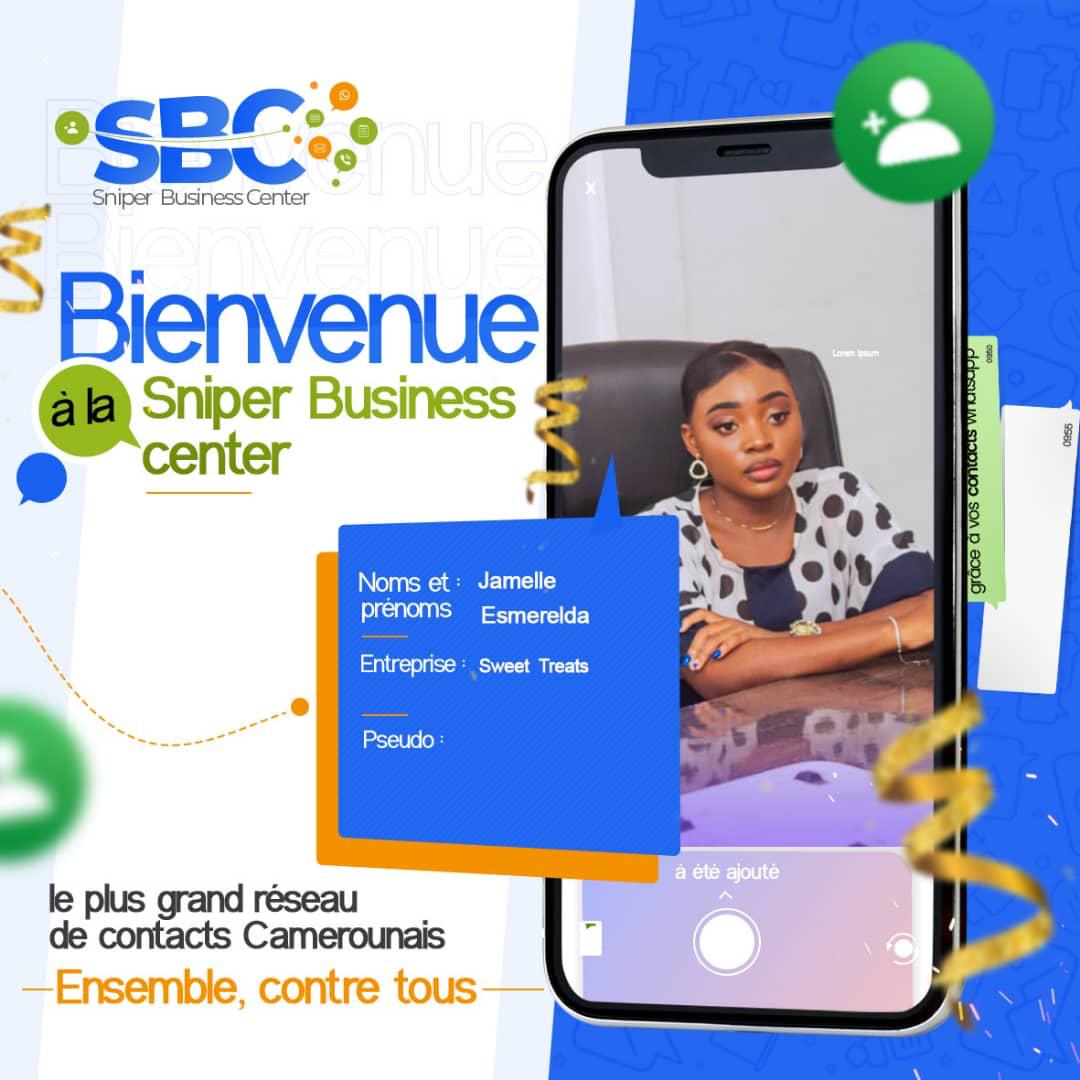 SBC
Sniper Business Center
Bienvenue
Bienvenue
Bienvenue
à la
Sniper Business
center
X
Lorem Ipsum
grâce à vos contacts whatsapp
0950
0955
Noms et : Jamelle
prénoms Esmerelda
Entreprise : Sweet Treats
Pseudo :
à été ajouté
le plus grand réseau
de contacts Camerounais
Ensemble, contre tous